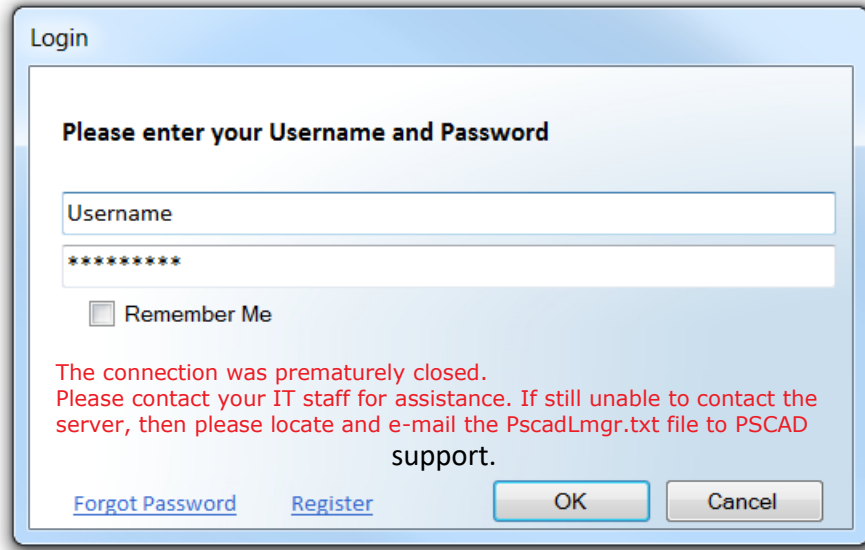 Login
Please enter your Username and Password
Username
*********
Remember Me
The connection was prematurely closed.
Please contact your IT staff for assistance. If still unable to contact the
server, then please locate and e-mail the PscadLmgr.txt file to PSCAD
support.
Forgot Password Register OK Cancel